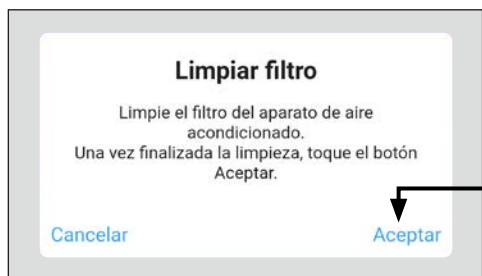 Limpiar filtro
Limpie el filtro del aparato de aire
acondicionado.
Una vez finalizada la limpieza, toque el botón
Aceptar.
Cancelar Aceptar